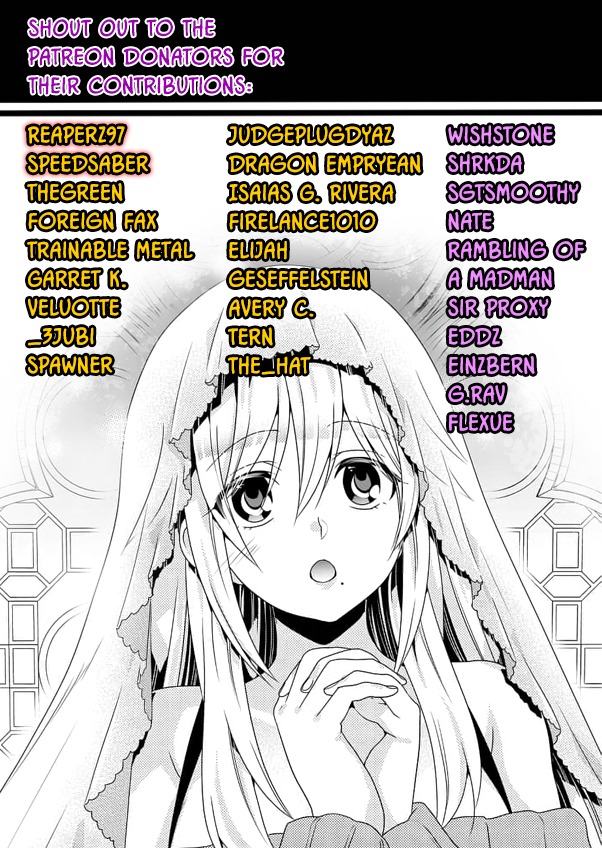 SHOUT OUT TO THE
PATREON DONATORS FOR
THEIR CONTRIBUTIONS:
REAPERZ97
SPEEDSABER
THEGREEN
FOREIGN FAX
TRAINABLE METAL
GARRET K.
VELUOTTE
_3JUBI
SPAWNER
JUDGEPLUGDYAZ
DRAGON EMPRYEAN
ISAIAS G. RIVERA
FIRELANCE1010
ELIJAH
GESEFFELSTEIN
AVERY C.
TERN
THE_HAT
WISHSTONE
SHRKDA
SGTSMOOTHY
NATE
RAMBLING OF
A MADMAN
SIR PROXY
EDDZ
EINZBERN
G.RAV
FLEXUE